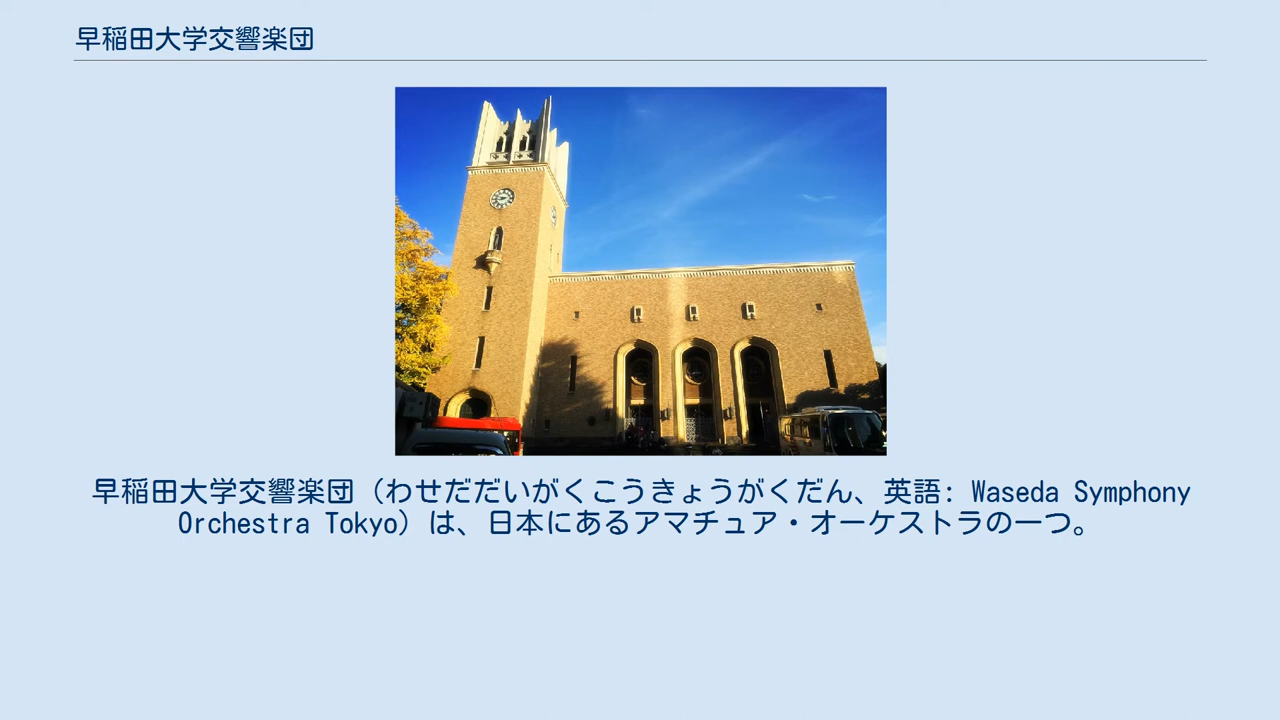 早稲田大学交響楽団
早稲田大学交響楽団（わせだだいがくこうきょうがくだん、英語: Waseda Symphony
Orchestra Tokyo）は、日本にあるアマチュア・オーケストラの一つ。